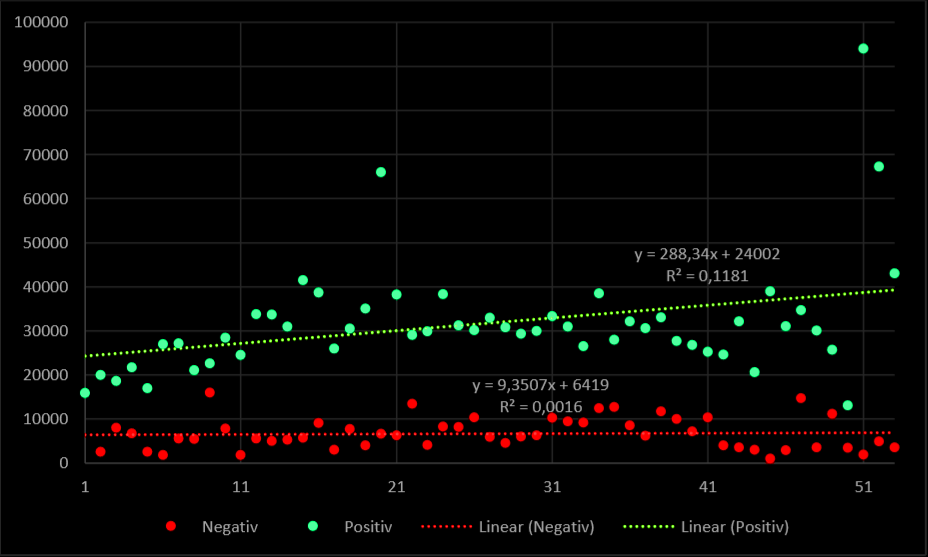 100000
90000
80000
70000
60000
50000
40000
30000
20000
10000
0
y = 288,34x + 24002
R² = 0,1181
y = 9,3507x + 6419
R² = 0,0016
1 11 21 31 41 51
Negativ Positiv Linear (Negativ) Linear (Positiv)